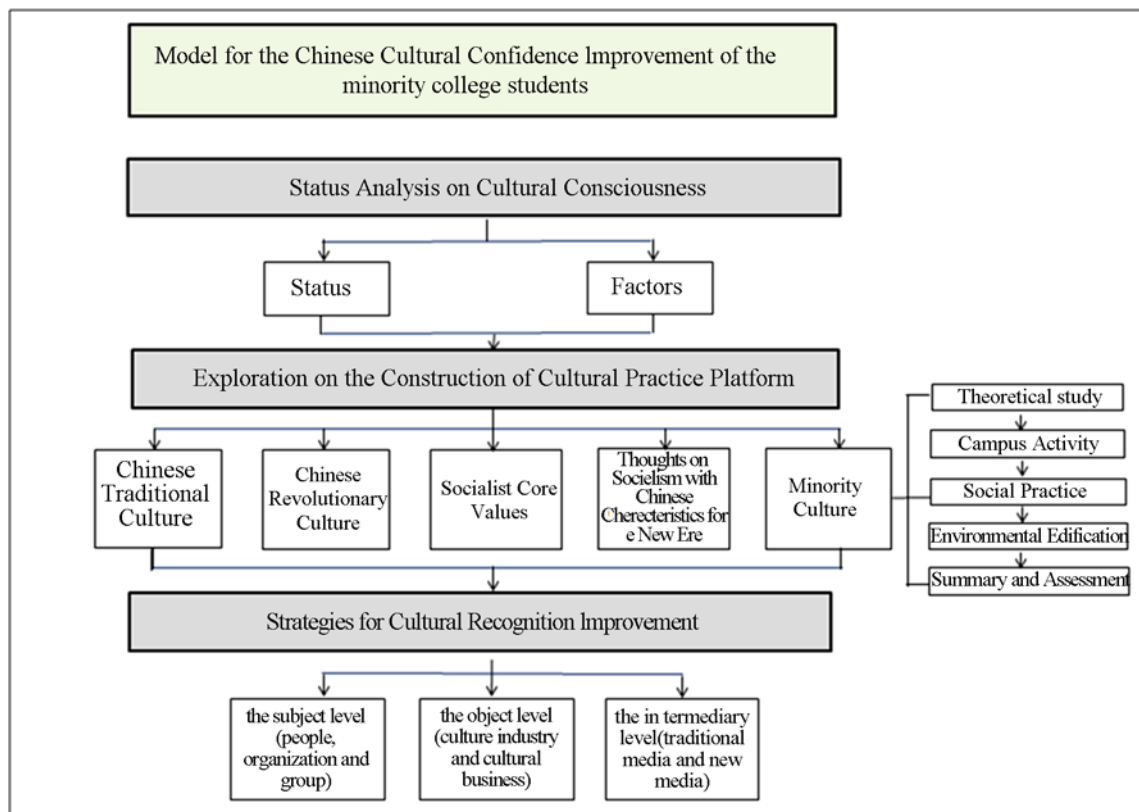 Model for the Chinese Cultural Confidence Improvement of the
minority college students
Status Analysis on Cultural Consciousness
Status
Factors
Exploration on the Construction of Cultural Practice Platform
Chinese
Traditional
Culture
Chinese
Revolutionary
Culture
Socialist Core
Values
Thoughts on
Socielism with
Chinese
Cherecteristics for
e New Ere
Minority
Culture
Theoretical study
Campus Activity
Social Practice
Environmental Edification
Summary and Assessment
Strategies for Cultural Recognition Improvement
the subject level
(people,
organization and
group)
the object level
(culture industry
and cultural
business)
the in termediary
level(traditional
media and new
media)